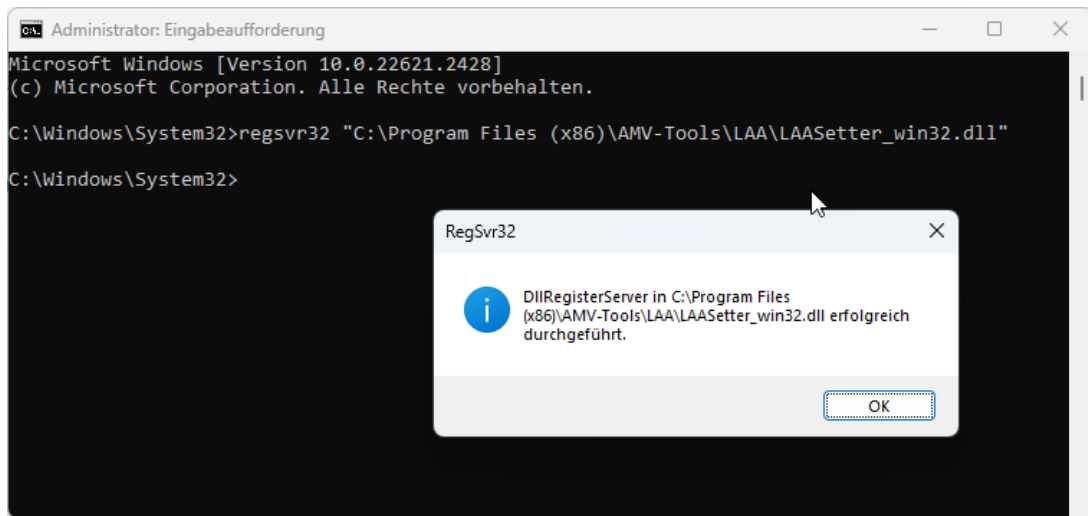 Administrator: Eingabeaufforderung
Microsoft Windows [Version 10.0.22621.2428]
(c) Microsoft Corporation. Alle Rechte vorbehalten.
C:\Windows\System32>regsvr32 "C:\Program Files (x86)\AMV-Tools\LAA\LAASetter_win32.dll"
C:\Windows\System32>
RegSvr32
DllRegisterServer in C:\Program Files
(x86)\AMV-Tools\LAA\LAASetter_win32.dll erfolgreich
durchgeführt.
OK